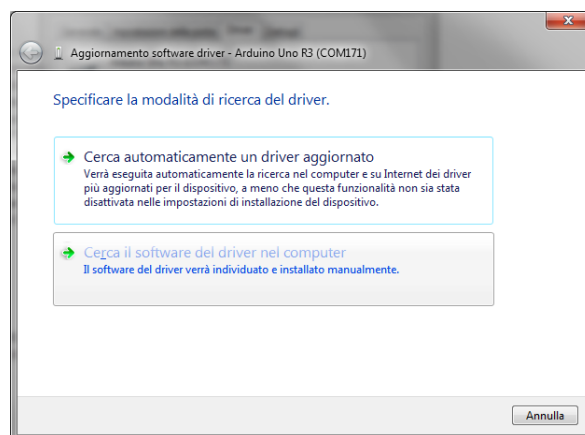 Aggiornamento software driver - Arduino Uno R3 (COM171)
Specificare la modalità di ricerca del driver.
Cerca automaticamente un driver aggiornato
Verrà eseguita automaticamente la ricerca nel computer e su Internet dei driver
più aggiornati per il dispositivo, a meno che questa funzionalità non sia stata
disattivata nelle impostazioni di installazione del dispositivo.
Cerca il software del driver nel computer
Il software del driver verrà individuato e installato manualmente.
Annulla